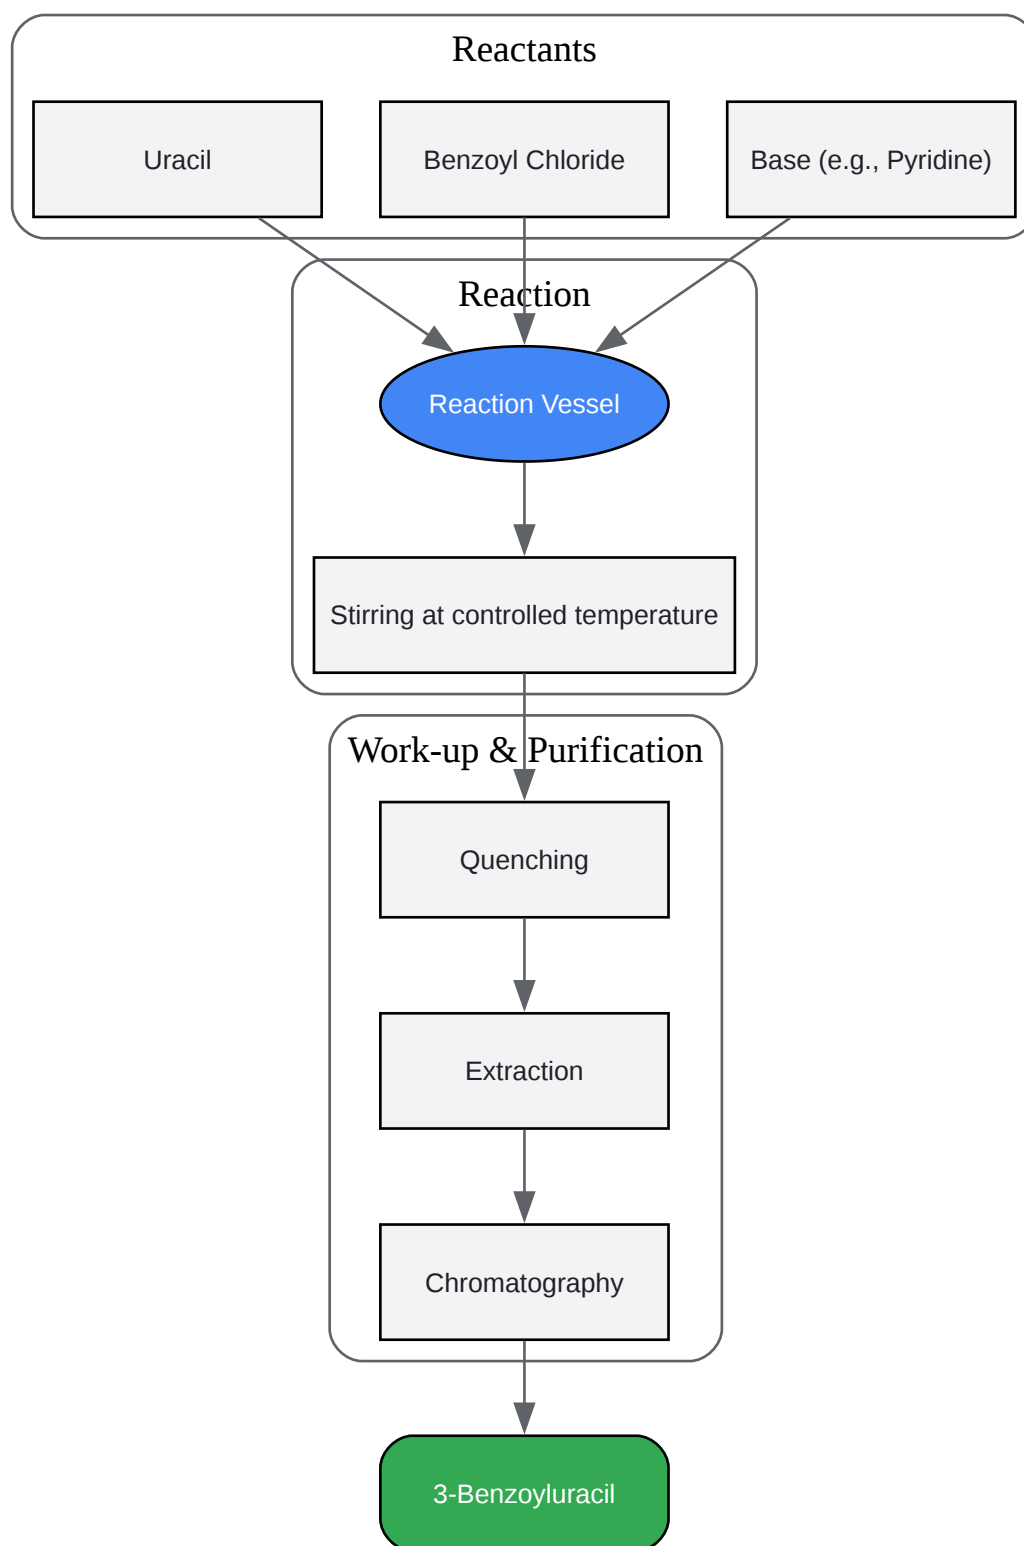 Reactants
Uracil
Benzoyl Chloride
Base (e.g., Pyridine)
Reaction
Reaction Vessel
Stirring at controlled temperature
Work-up & Purification
Quenching
Extraction
Chromatography
3-Benzoyluracil